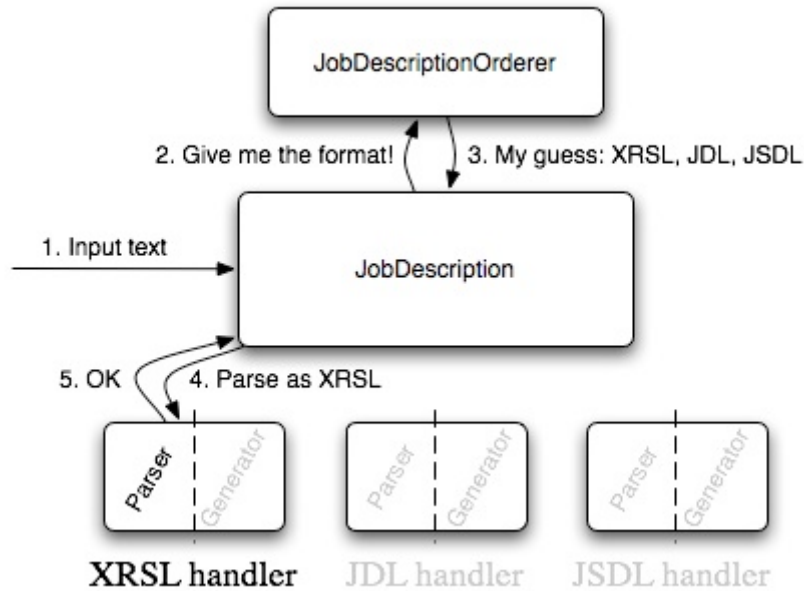 JobDescriptionOrderer
2. Give me the format!
3. My guess: XRSL, JDL, JSDL
1. Input text
JobDescription
5. OK
4. Parse as XRSL
Parser
Generator
Parser
Generator
Parser
Generator
XRSL handler
JDL handler
JSDL handler